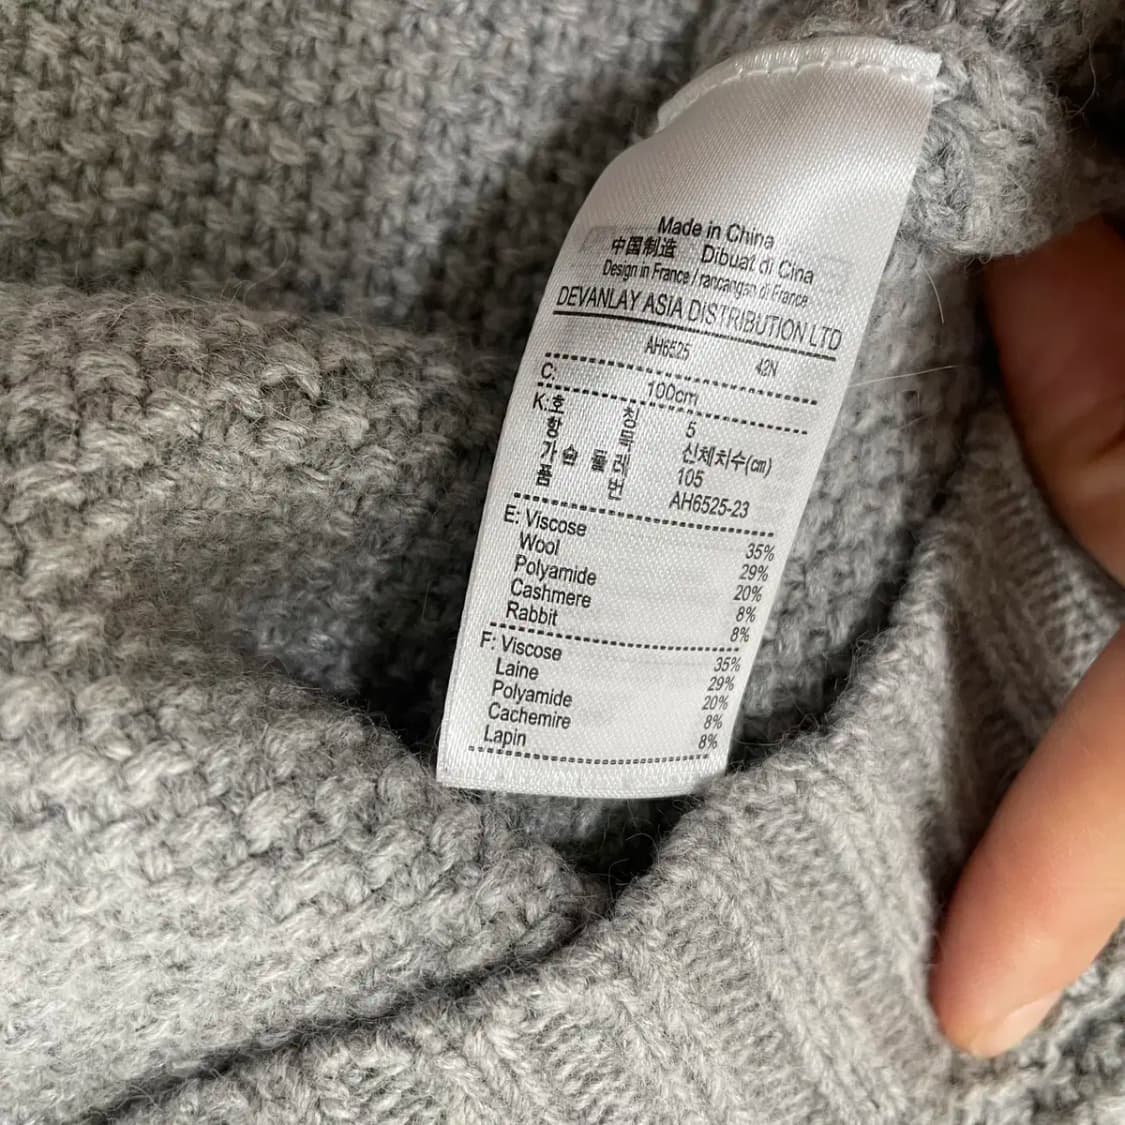 Made in China
中国制造 Dibuat di Cina
Design in France / rancangan di France
DEVANLAY ASIA DISTRIBUTION LTD
AH6525 42N
C: 100cm
K:호 칭 5
항 목 신체치수(㎝)
가 슴 둘 레 105
품 번 AH6525-23
E: Viscose 35%
Wool 29%
Polyamide 20%
Cashmere 8%
Rabbit 8%
F: Viscose 35%
Laine 29%
Polyamide 20%
Cachemire 8%
Lapin 8%